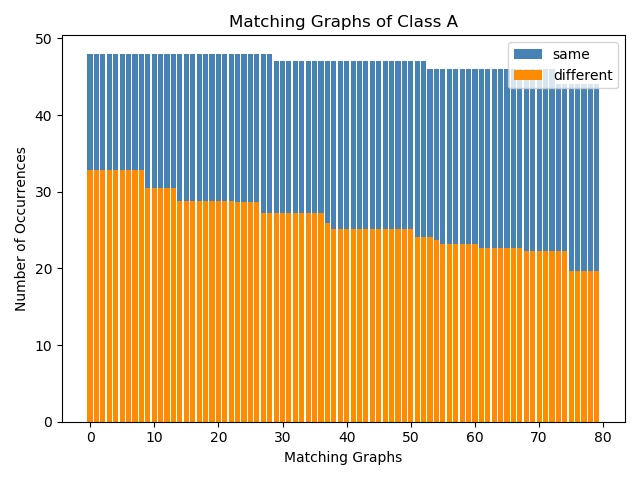 Matching Graphs of Class A
same
different
Number of Occurrences
50
40
30
20
10
0
0 10 20 30 40 50 60 70 80
Matching Graphs